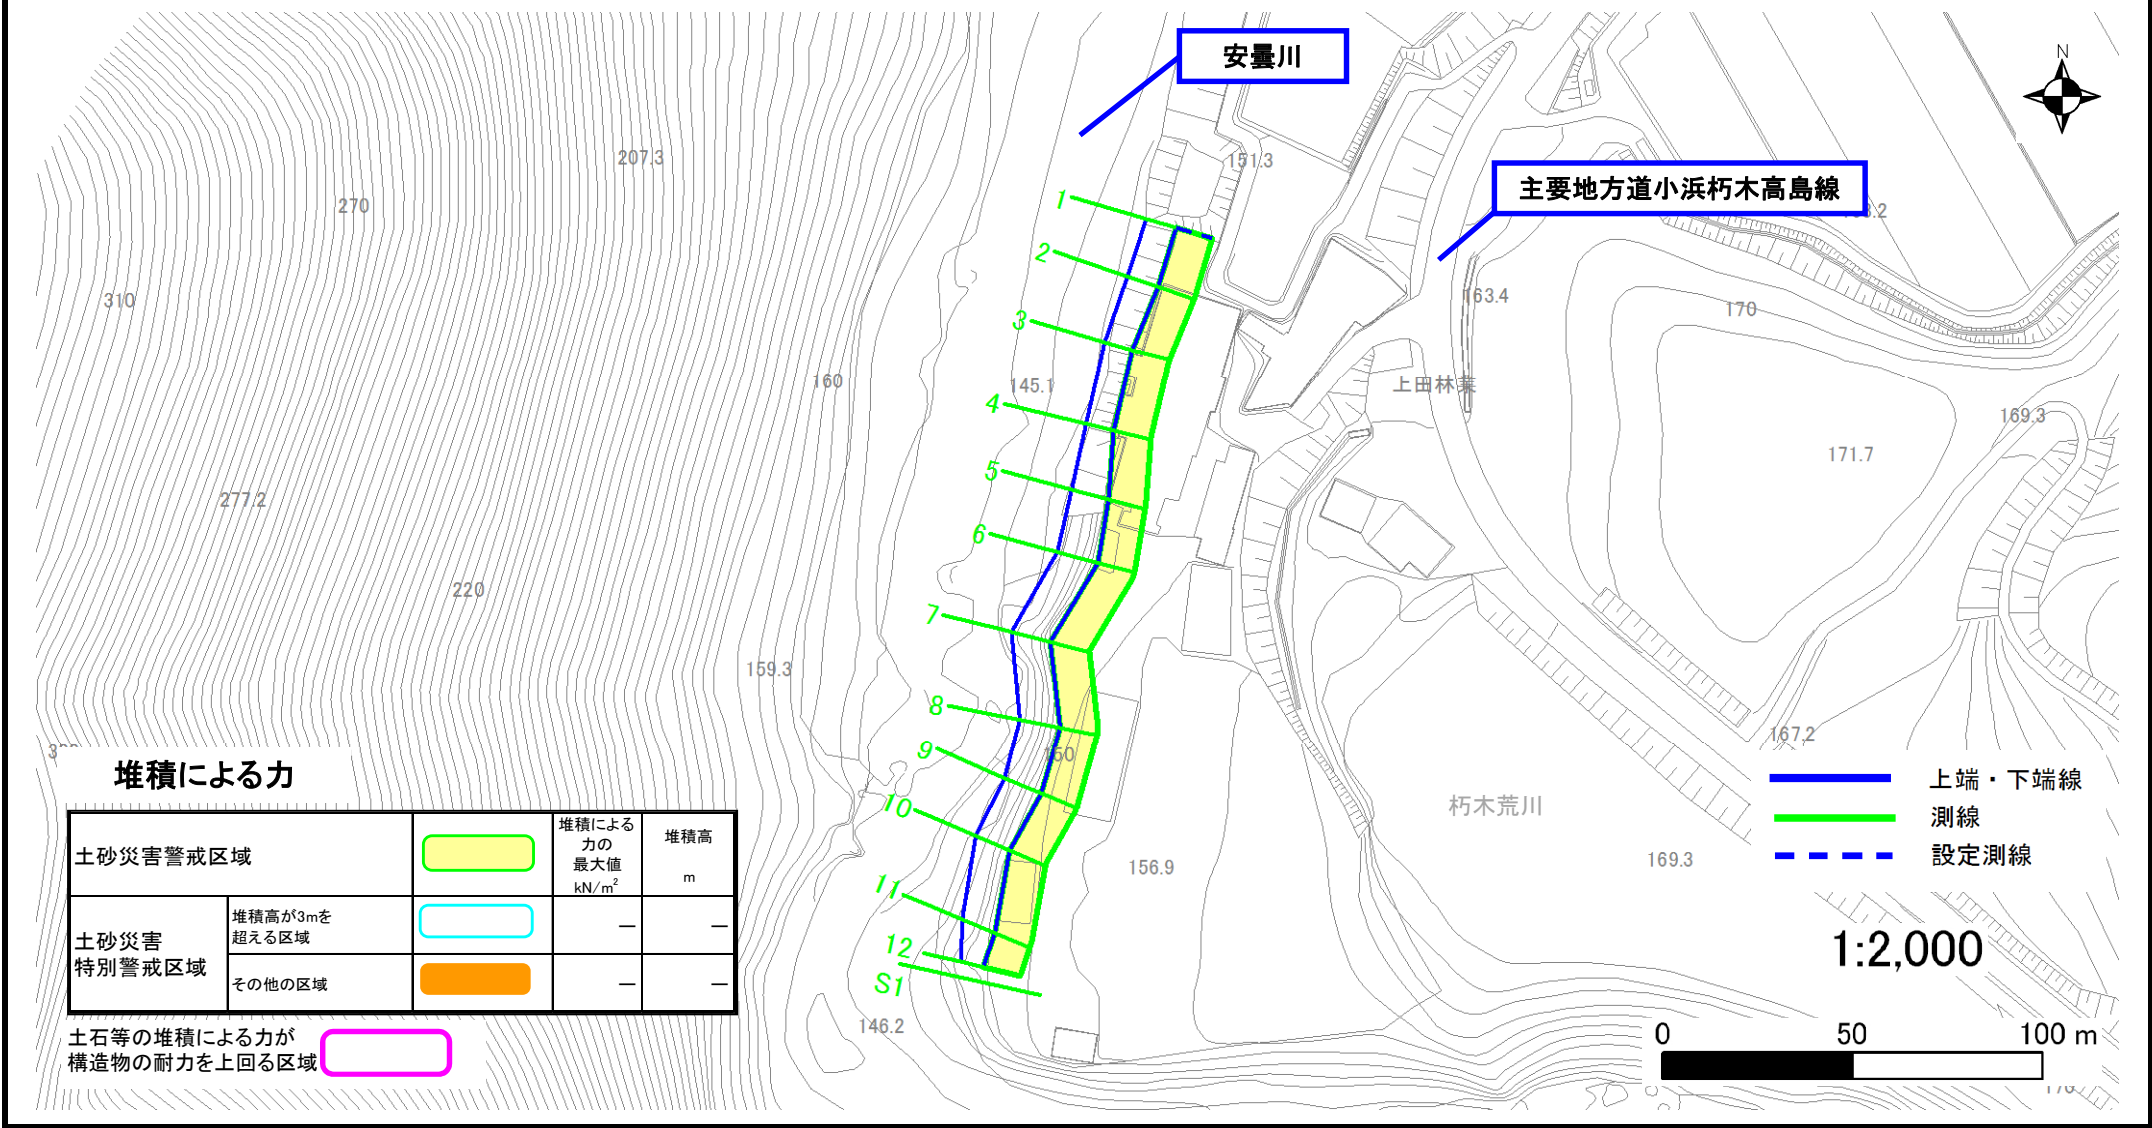 安曇川
N
主要地方道小浜朽木高島線
207.3
270
310
277.2
220
160
159.3
145.1
151.3
163.4
170
上田林業
169.3
171.7
167.2
150
156.9
朽木荒川
169.3
146.2
1
2
3
4
5
6
7
8
9
10
11
12
S1
堆積による力
土砂災害警戒区域
堆積による
力の
最大値
kN/m²
堆積高
m
土砂災害
特別警戒区域
堆積高が3mを
超える区域
－
－
その他の区域
－
－
土石等の堆積による力が
構造物の耐力を上回る区域
上端・下端線
測線
設定測線
1:2,000
0 50 100 m